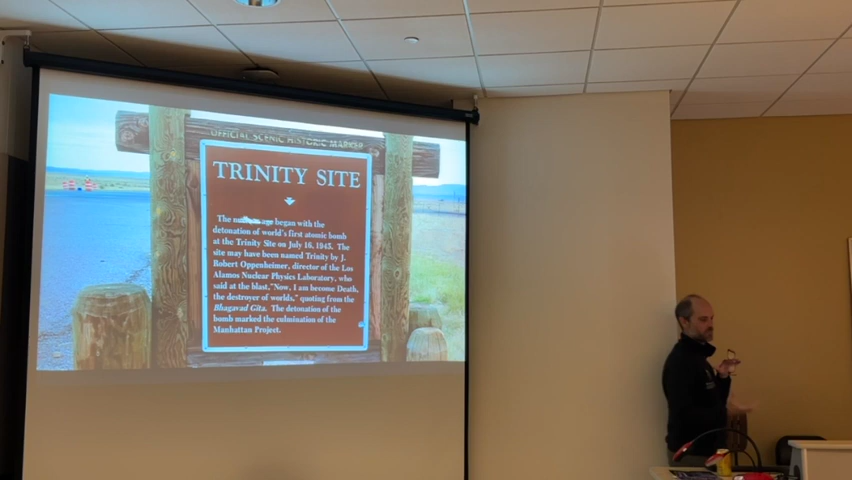 OFFICIAL SCENIC HISTORIC MARKER
TRINITY SITE
The nuclear age began with the
detonation of world's first atomic bomb
at the Trinity Site on July 16, 1945. The
site may have been named Trinity by J.
Robert Oppenheimer, director of the Los
Alamos Nuclear Physics Laboratory, who
said at the blast, "Now, I am become Death,
the destroyer of worlds," quoting from the
Bhagavad Gita. The detonation of the
bomb marked the culmination of the
Manhattan Project.